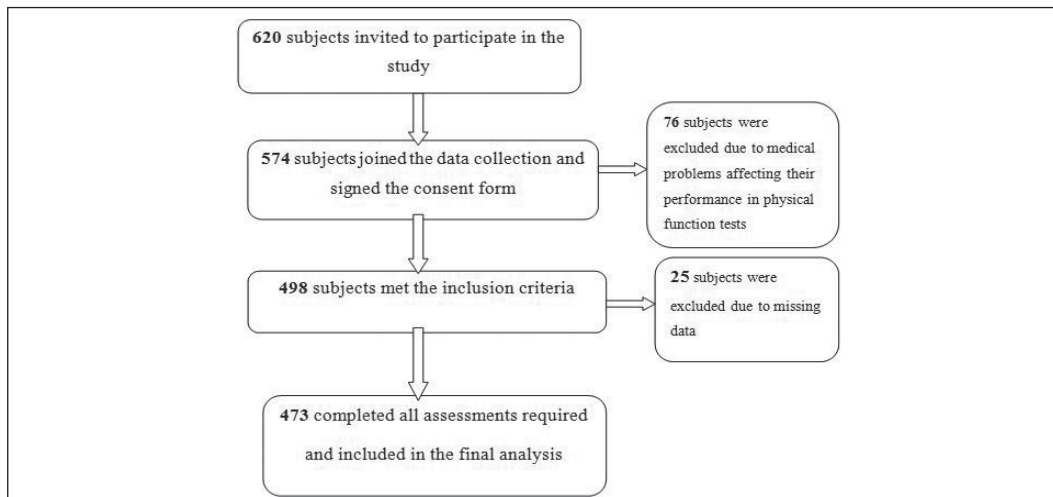 620 subjects invited to participate in the
study
574 subjects joined the data collection and
signed the consent form
76 subjects were
excluded due to medical
problems affecting their
performance in physical
function tests
498 subjects met the inclusion criteria
25 subjects were
excluded due to missing
data
473 completed all assessments required
and included in the final analysis